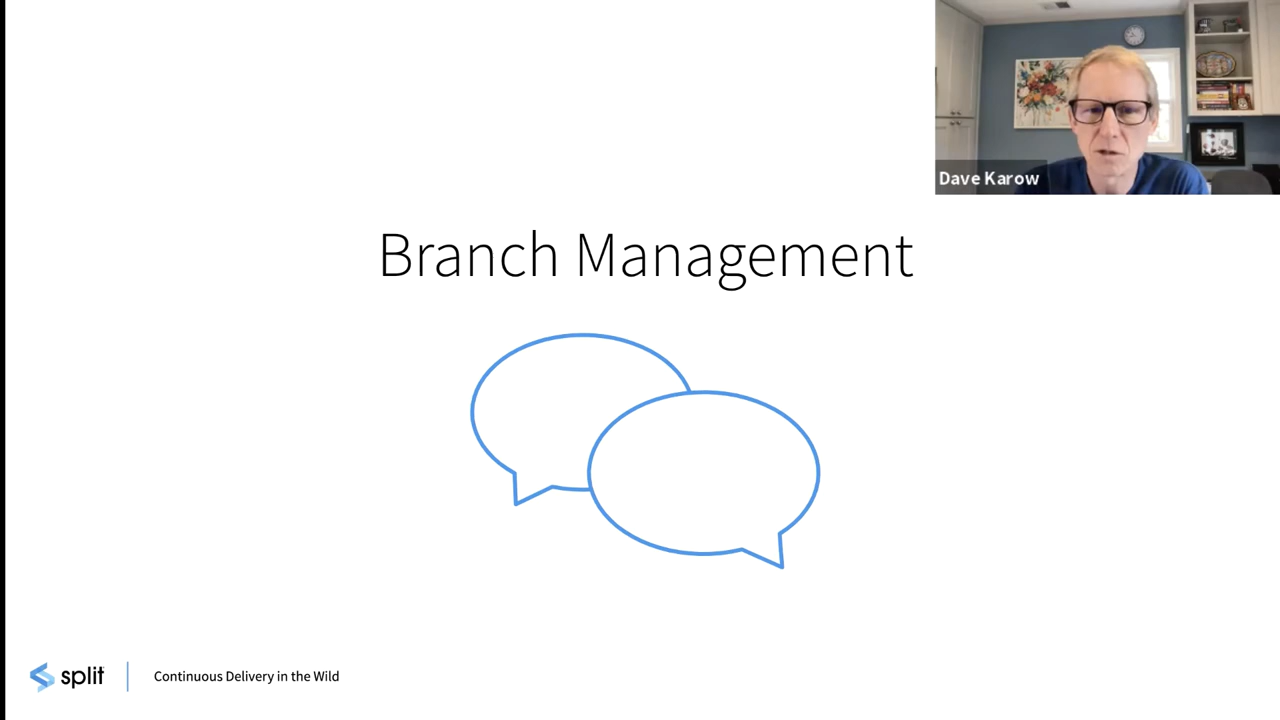 Dave Karow
Branch Management
split
Continuous Delivery in the Wild